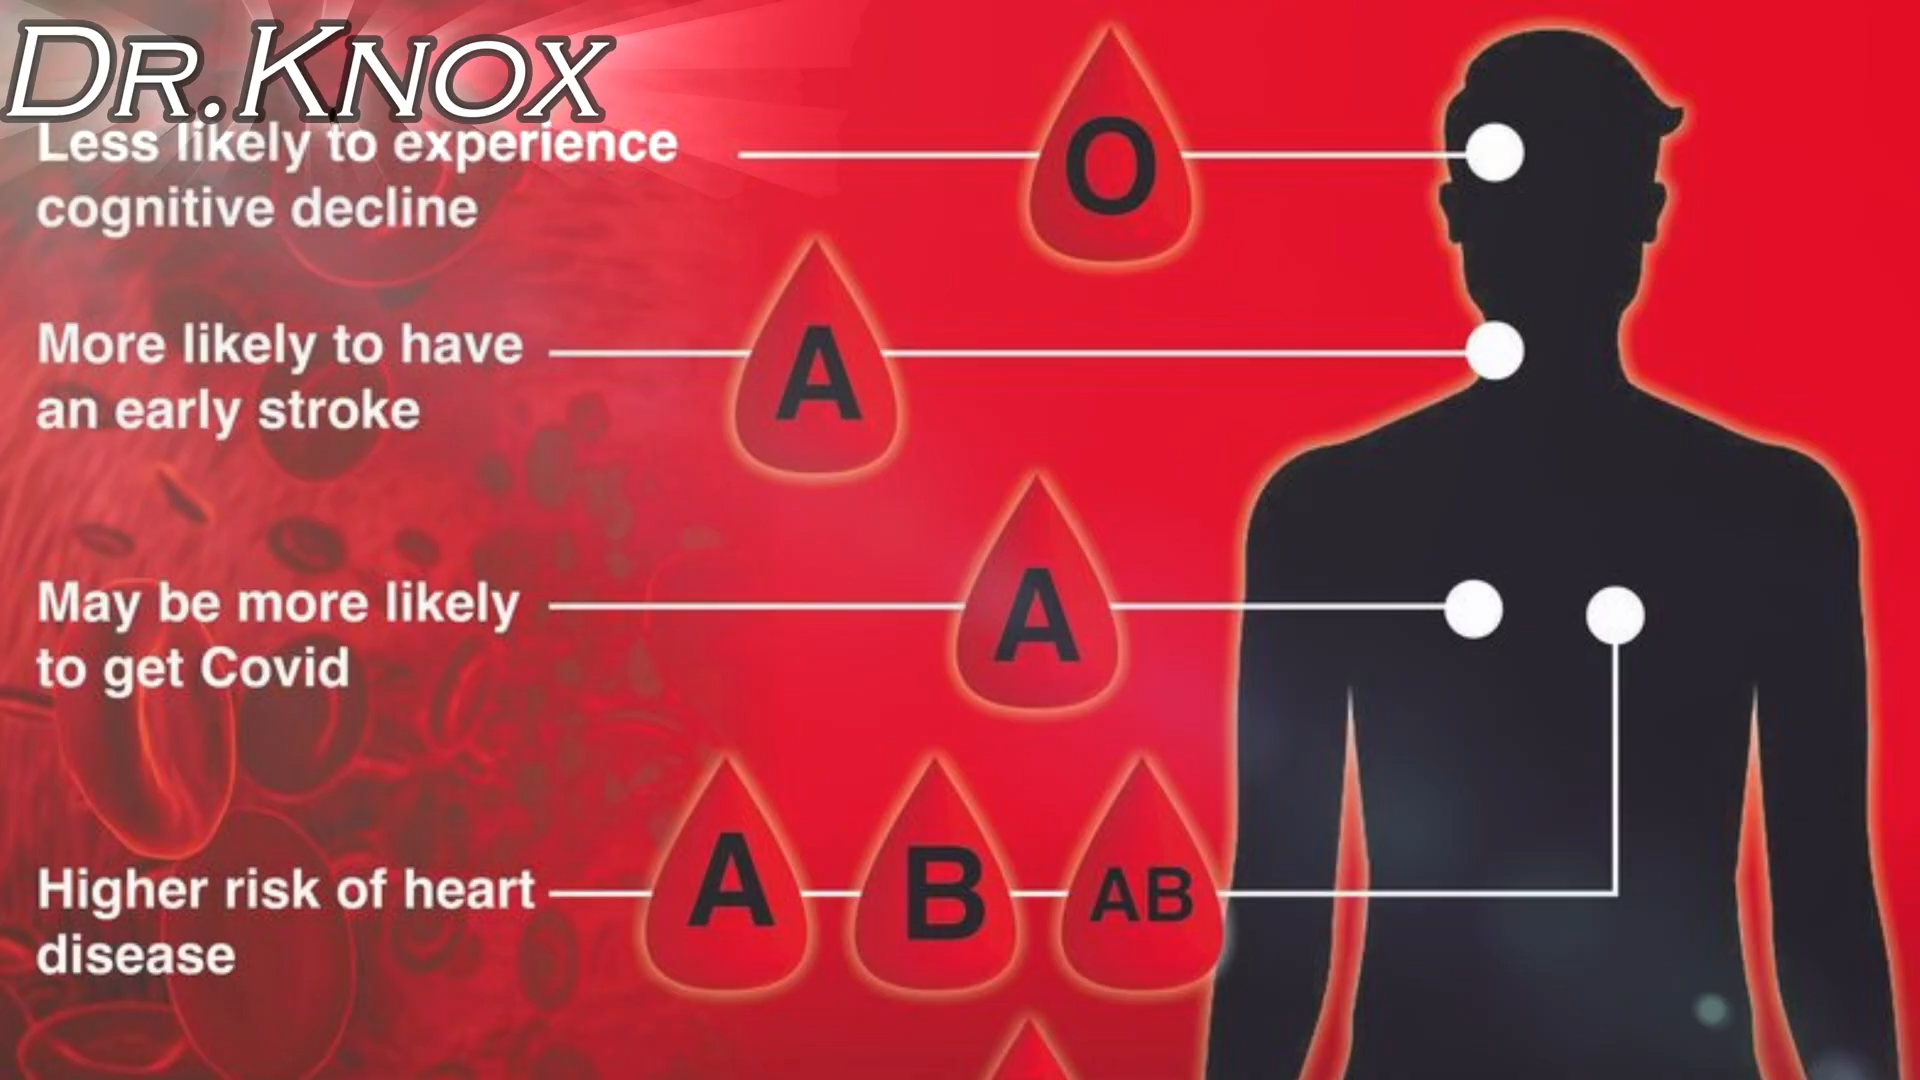 Dr. Knox
Less likely to experience
cognitive decline
O
More likely to have
an early stroke
A
May be more likely
to get Covid
A
Higher risk of heart
disease
A B AB